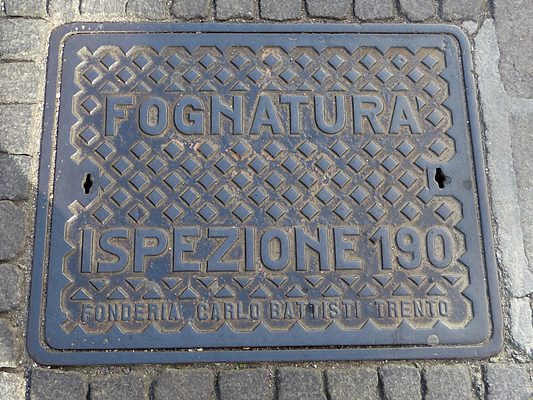 FOGNATURA
ISPEZIONE 190
FONDERIA CARLO BATTISTI TRENTO